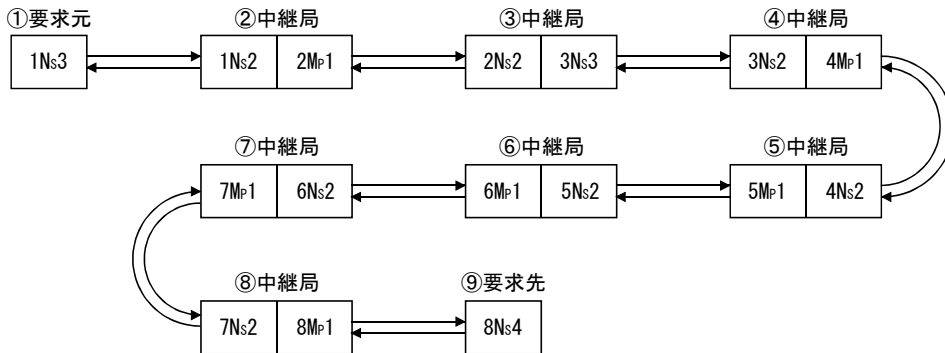 ①要求元 ②中継局 ③中継局 ④中継局
1Ns3 1Ns2 2MP1 2Ns2 3Ns3 3Ns2 4MP1
⑦中継局 ⑥中継局 ⑤中継局
7MP1 6Ns2 6MP1 5Ns2 5MP1 4Ns2
⑧中継局 ⑨要求先
7Ns2 8MP1 8Ns4